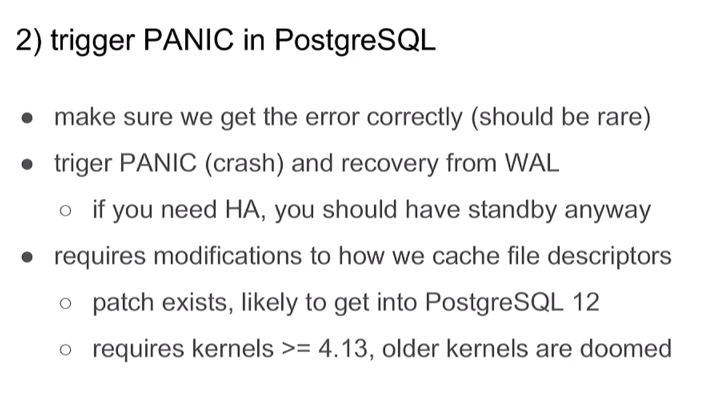 2) trigger PANIC in PostgreSQL
● make sure we get the error correctly (should be rare)
● triger PANIC (crash) and recovery from WAL
○ if you need HA, you should have standby anyway
● requires modifications to how we cache file descriptors
○ patch exists, likely to get into PostgreSQL 12
○ requires kernels >= 4.13, older kernels are doomed